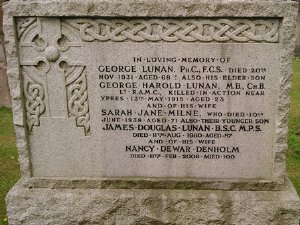 IN LOVING MEMORY OF
GEORGE LUNAN, PH.C., F.C.S. DIED 20TH
NOV. 1931 AGED 68 ! ALSO HIS ELDER SON
GEORGE HAROLD LUNAN, M.B. CH.B.
LT. R.A.M.C., KILLED IN ACTION NEAR
YPRES 13TH MAY 1915 AGED 23
AND OF HIS WIFE
SARAH JANE MILNE, WHO DIED 10TH
JUNE 1938 AGED 71 ALSO THEIR YOUNGER SON
JAMES DOUGLAS LUNAN B.S.C. M.P.S.
DIED 11TH AUG 1980 AGED 87
AND OF HIS WIFE
NANCY DEWAR DENHOLM
DIED 18TH FEB 2006 AGED 100